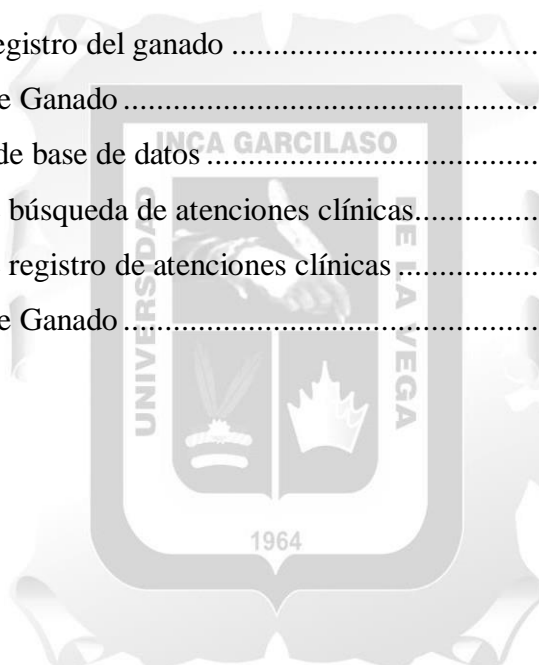 egistro del ganado ........................................
e Ganado ......................................................
de base de datos ...........................................
búsqueda de atenciones clínicas.................
registro de atenciones clínicas ...................
e Ganado ......................................................
UNIVERSIDAD
INCA GARCILASO
DE LA VEGA
1964